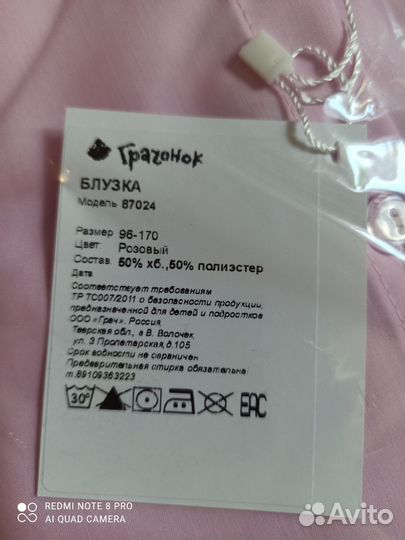 Грачонок
БЛУЗКА
Модель 87024
Размер 96-170
Цвет: Розовый
Состав 50% хб.,50% полиэстер
Дата
Соответствует требованиям
ТР ТС007/2011 о безопасности продукции,
предназначенной для детей и подростков
ООО «Грач». Россия,
Тверская обл., г. В. Волочек,
ул. 3 Пролетарская, д.105
Срок годности не ограничен
Предварительная стирка обязательна
т.89109363223
30° EAC
REDMI NOTE 8 PRO
AI QUAD CAMERA
Avito